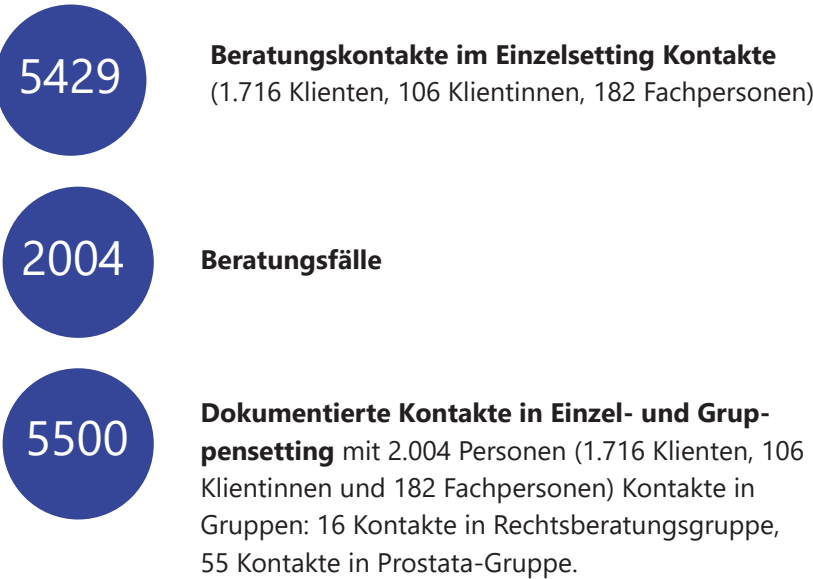 5429
Beratungskontakte im Einzelsetting Kontakte
(1.716 Klienten, 106 Klientinnen, 182 Fachpersonen)
2004
Beratungsfälle
5500
Dokumentierte Kontakte in Einzel- und Grup-
pensetting mit 2.004 Personen (1.716 Klienten, 106
Klientinnen und 182 Fachpersonen) Kontakte in
Gruppen: 16 Kontakte in Rechtsberatungsgruppe,
55 Kontakte in Prostata-Gruppe.